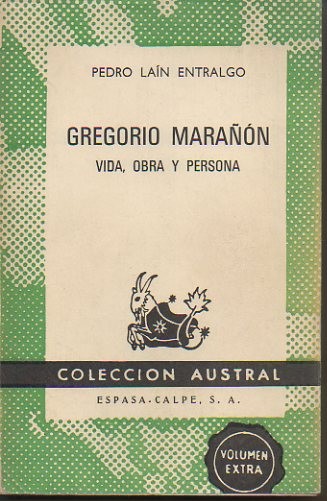 PEDRO LAÍN ENTRALGO
GREGORIO MARAÑÓN
VIDA, OBRA Y PERSONA
COLECCION AUSTRAL
ESPASA-CALPE, S. A.
VOLUMEN
EXTRA